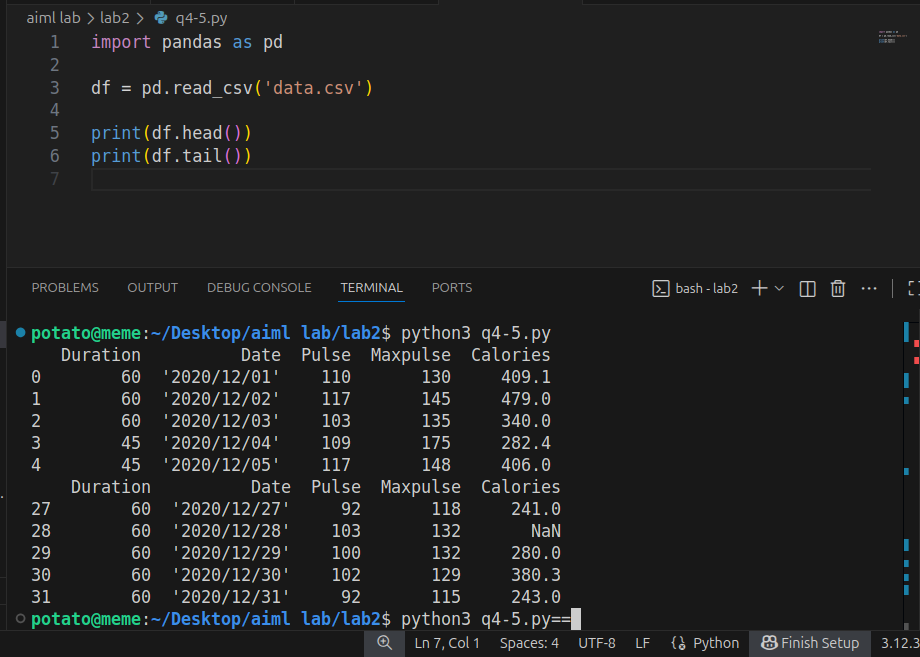 aiml lab > lab2 > q4-5.py
1 import pandas as pd
2
3 df = pd.read_csv('data.csv')
4
5 print(df.head())
6 print(df.tail())
7
PROBLEMS OUTPUT DEBUG CONSOLE TERMINAL PORTS bash - lab2
potato@meme:~/Desktop/aiml lab/lab2$ python3 q4-5.py
Duration Date Pulse Maxpulse Calories
0 60 '2020/12/01' 110 130 409.1
1 60 '2020/12/02' 117 145 479.0
2 60 '2020/12/03' 103 135 340.0
3 45 '2020/12/04' 109 175 282.4
4 45 '2020/12/05' 117 148 406.0
Duration Date Pulse Maxpulse Calories
27 60 '2020/12/27' 92 118 241.0
28 60 '2020/12/28' 103 132 NaN
29 60 '2020/12/29' 100 132 280.0
30 60 '2020/12/30' 102 129 380.3
31 60 '2020/12/31' 92 115 243.0
potato@meme:~/Desktop/aiml lab/lab2$ python3 q4-5.py==
Ln 7, Col 1 Spaces: 4 UTF-8 LF {} Python Finish Setup 3.12.3